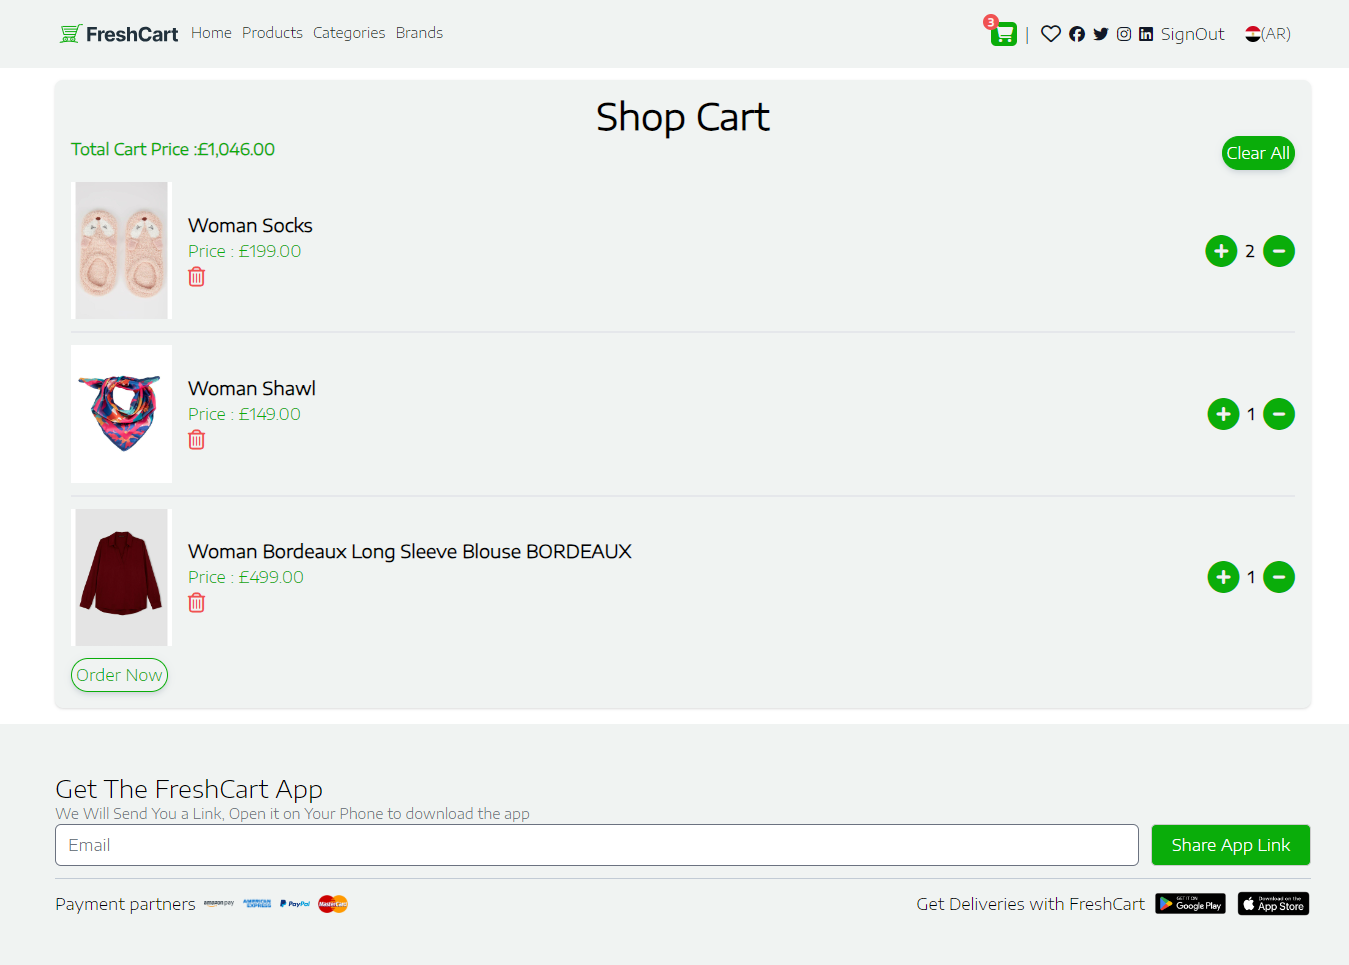 FreshCart Home Products Categories Brands 3 | SignOut (AR)
Shop Cart
Total Cart Price :£1,046.00
Clear All
Woman Socks
Price : £199.00
2
Woman Shawl
Price : £149.00
1
Woman Bordeaux Long Sleeve Blouse BORDEAUX
Price : £499.00
1
Order Now
Get The FreshCart App
We Will Send You a Link, Open it on Your Phone to download the app
Email
Share App Link
Payment partners amazon pay AMERICAN EXPRESS PayPal MasterCard
Get Deliveries with FreshCart
GET IT ON
Google Play
Download on the
App Store